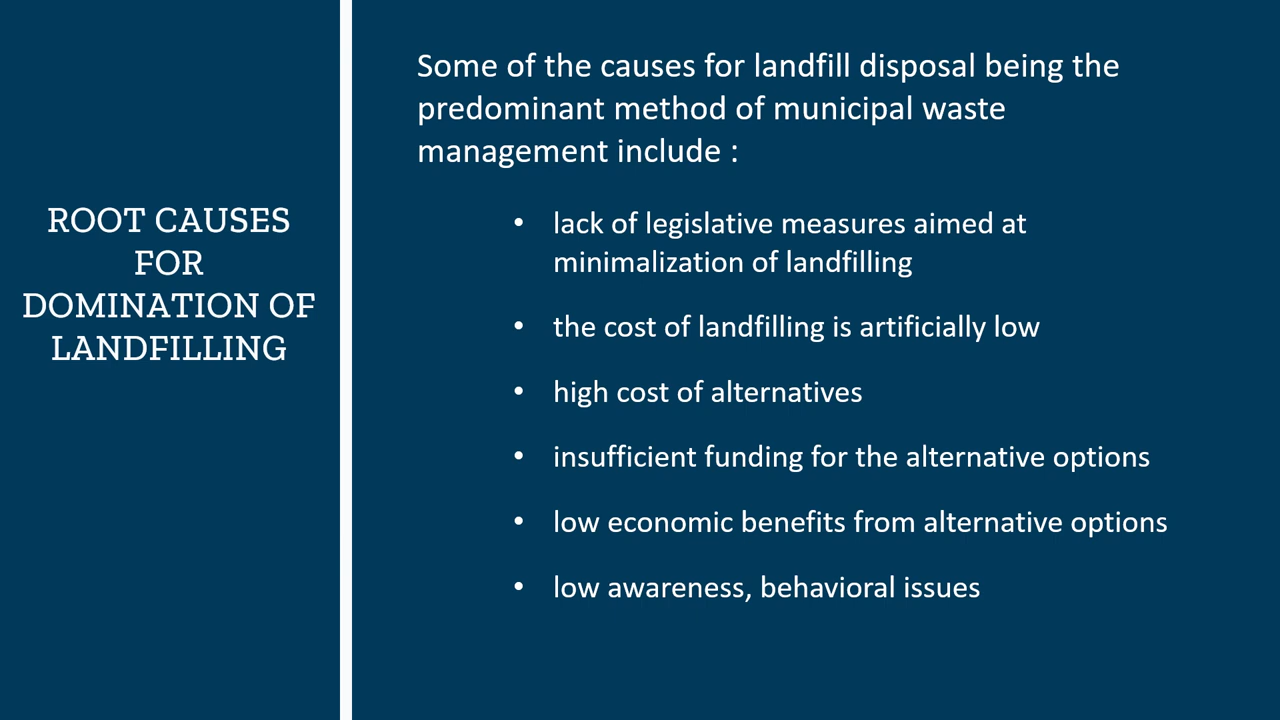 ROOT CAUSES
FOR
DOMINATION OF
LANDFILLING
Some of the causes for landfill disposal being the
predominant method of municipal waste
management include :
• lack of legislative measures aimed at
minimalization of landfilling
• the cost of landfilling is artificially low
• high cost of alternatives
• insufficient funding for the alternative options
• low economic benefits from alternative options
• low awareness, behavioral issues